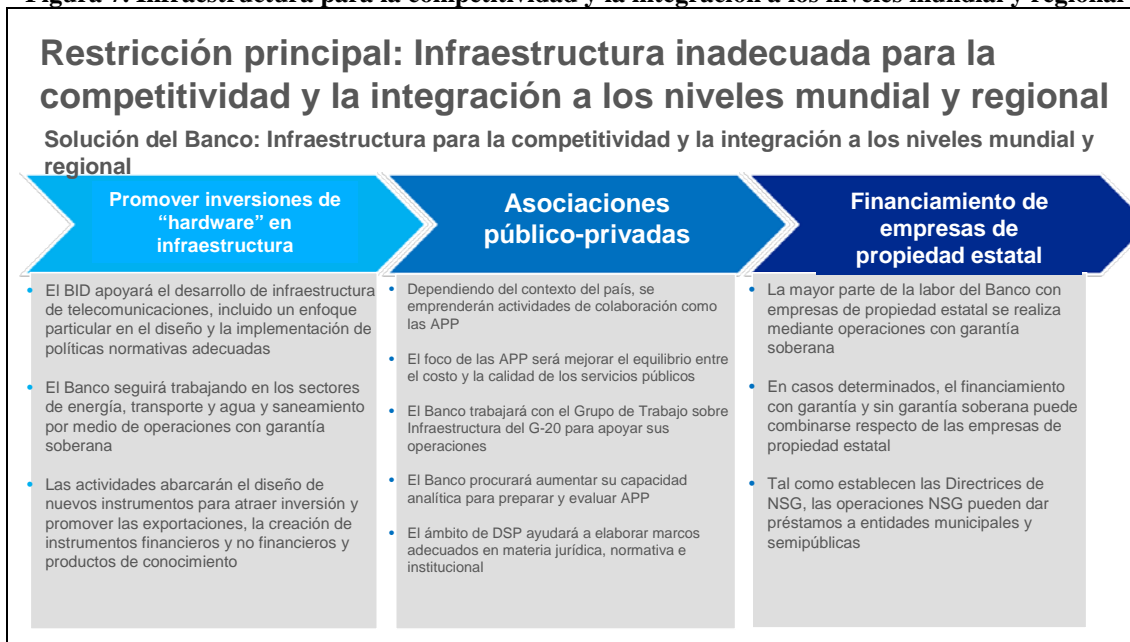 Figura 7. Infraestructura para la competitividad y la integración a los niveles mundial y regional
Restricción principal: Infraestructura inadecuada para la
competitividad y la integración a los niveles mundial y regional
Solución del Banco: Infraestructura para la competitividad y la integración a los niveles mundial y
regional
Promover inversiones de
“hardware” en
infraestructura
• El BID apoyará el desarrollo de infraestructura
de telecomunicaciones, incluido un enfoque
particular en el diseño y la implementación de
políticas normativas adecuadas
• El Banco seguirá trabajando en los sectores
de energía, transporte y agua y saneamiento
por medio de operaciones con garantía
soberana
• Las actividades abarcarán el diseño de
nuevos instrumentos para atraer inversión y
promover las exportaciones, la creación de
instrumentos financieros y no financieros y
productos de conocimiento
Asociaciones
público-privadas
• Dependiendo del contexto del país, se
emprenderán actividades de colaboración como
las APP
• El foco de las APP será mejorar el equilibrio entre
el costo y la calidad de los servicios públicos
• El Banco trabajará con el Grupo de Trabajo sobre
Infraestructura del G-20 para apoyar sus
operaciones
• El Banco procurará aumentar su capacidad
analítica para preparar y evaluar APP
• El ámbito de DSP ayudará a elaborar marcos
adecuados en materia jurídica, normativa e
institucional
Financiamiento de
empresas de
propiedad estatal
• La mayor parte de la labor del Banco con
empresas de propiedad estatal se realiza
mediante operaciones con garantía
soberana
• En casos determinados, el financiamiento
con garantía y sin garantía soberana puede
combinarse respecto de las empresas de
propiedad estatal
• Tal como establecen las Directrices de
NSG, las operaciones NSG pueden dar
préstamos a entidades municipales y
semipúblicas